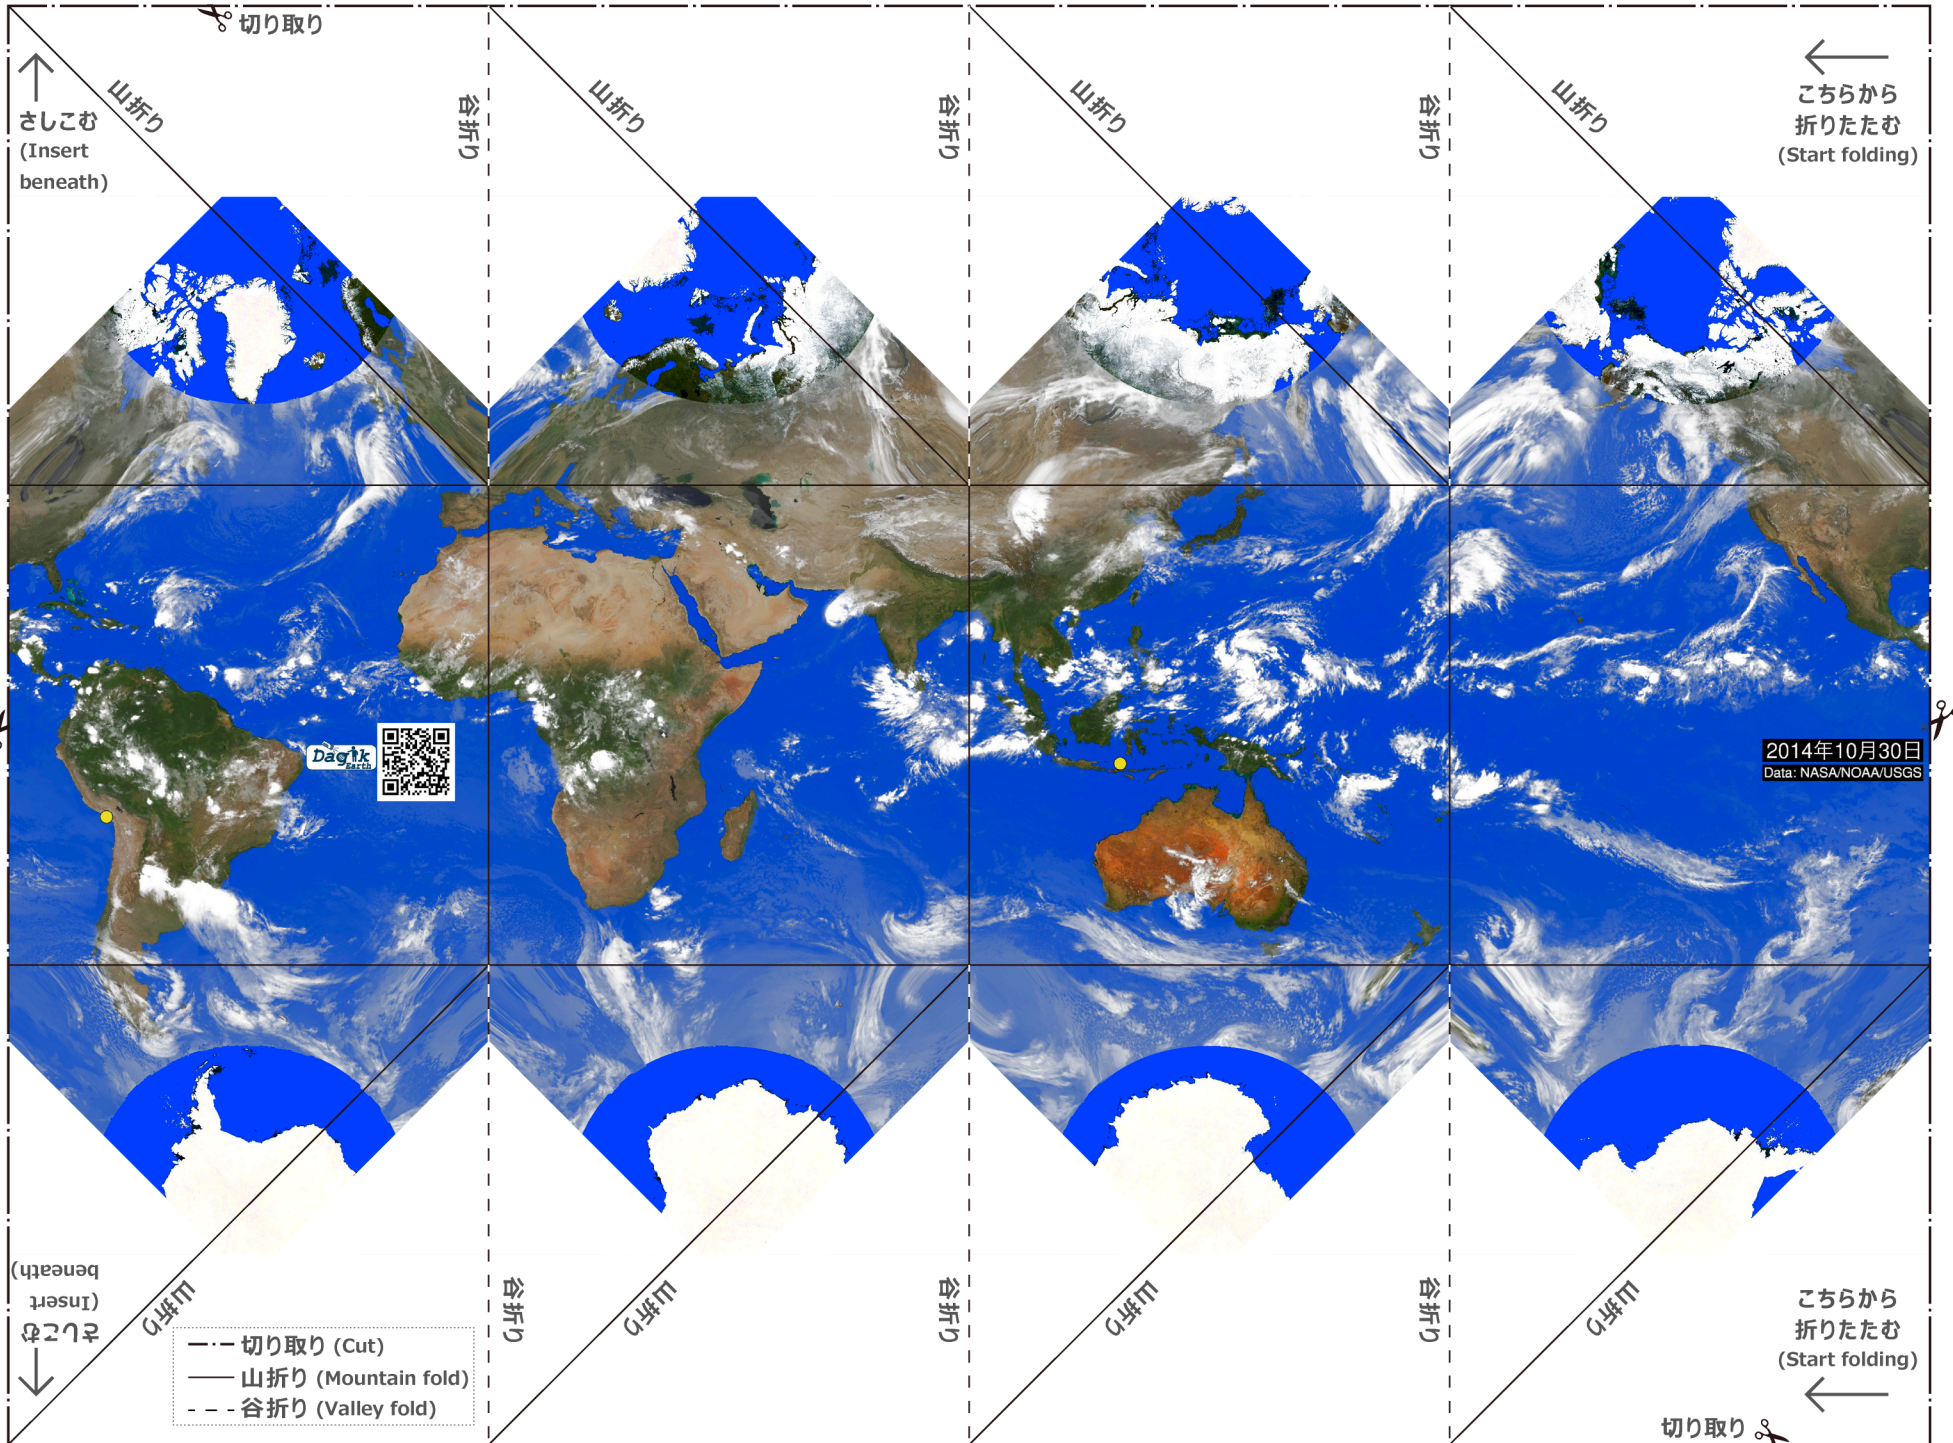 切り取り
山折り
谷折り
山折り
谷折り
山折り
谷折り
山折り
さしこむ
(Insert
beneath)
こちらから
折りたたむ
(Start folding)
Dagik
Earth
2014年10月30日
Data: NASA/NOAA/USGS
さしこむ
(Insert
beneath)
山折り
谷折り
山折り
谷折り
山折り
谷折り
山折り
こちらから
折りたたむ
(Start folding)
切り取り (Cut)
山折り (Mountain fold)
谷折り (Valley fold)
切り取り